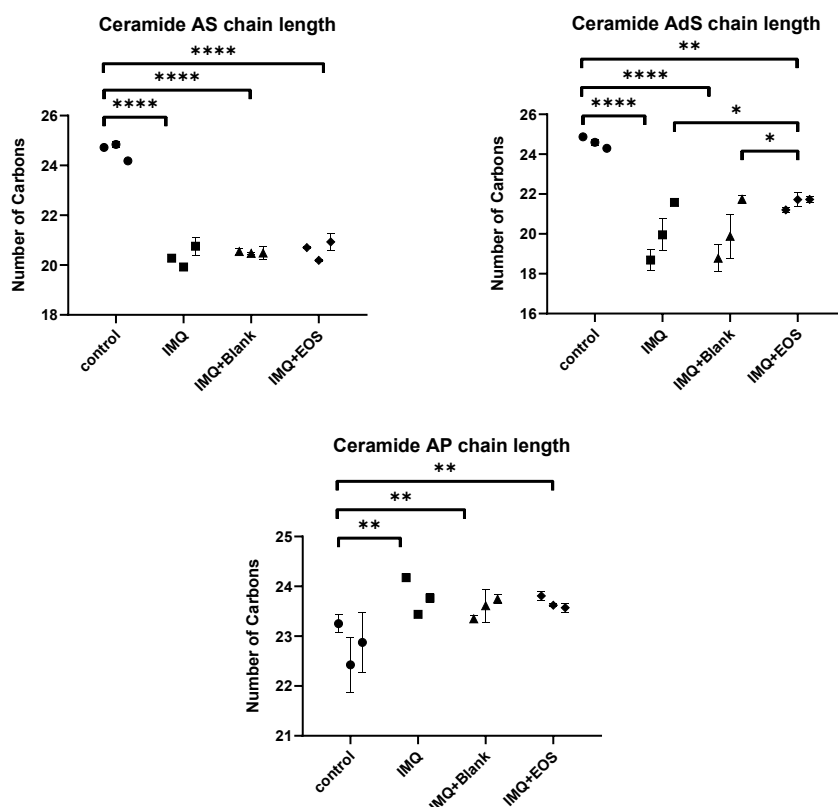 Ceramide AS chain length
****
****
****
Number of Carbons
26
24
22
20
18
control
IMQ
IMQ+Blank
IMQ+EOS
Ceramide AdS chain length
**
****
****
*
*
Number of Carbons
26
24
22
20
18
16
control
IMQ
IMQ+Blank
IMQ+EOS
Ceramide AP chain length
**
**
**
Number of Carbons
25
24
23
22
21
control
IMQ
IMQ+Blank
IMQ+EOS